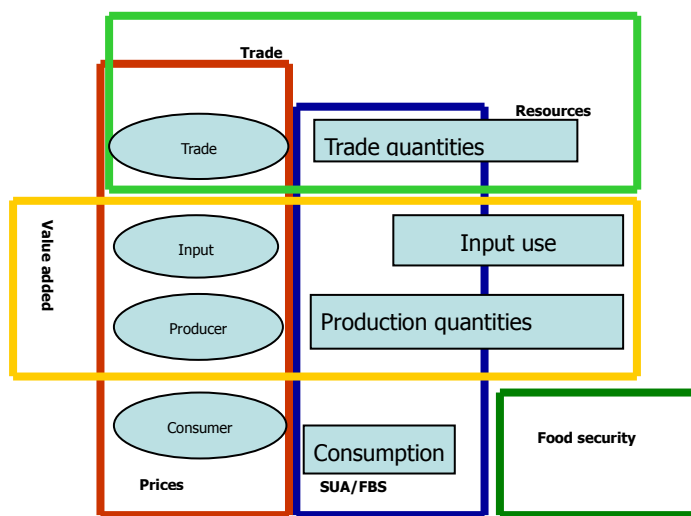 Trade
Resources
Trade
Trade quantities
Value added
Input
Input use
Producer
Production quantities
Consumer
Consumption
Food security
Prices
SUA/FBS